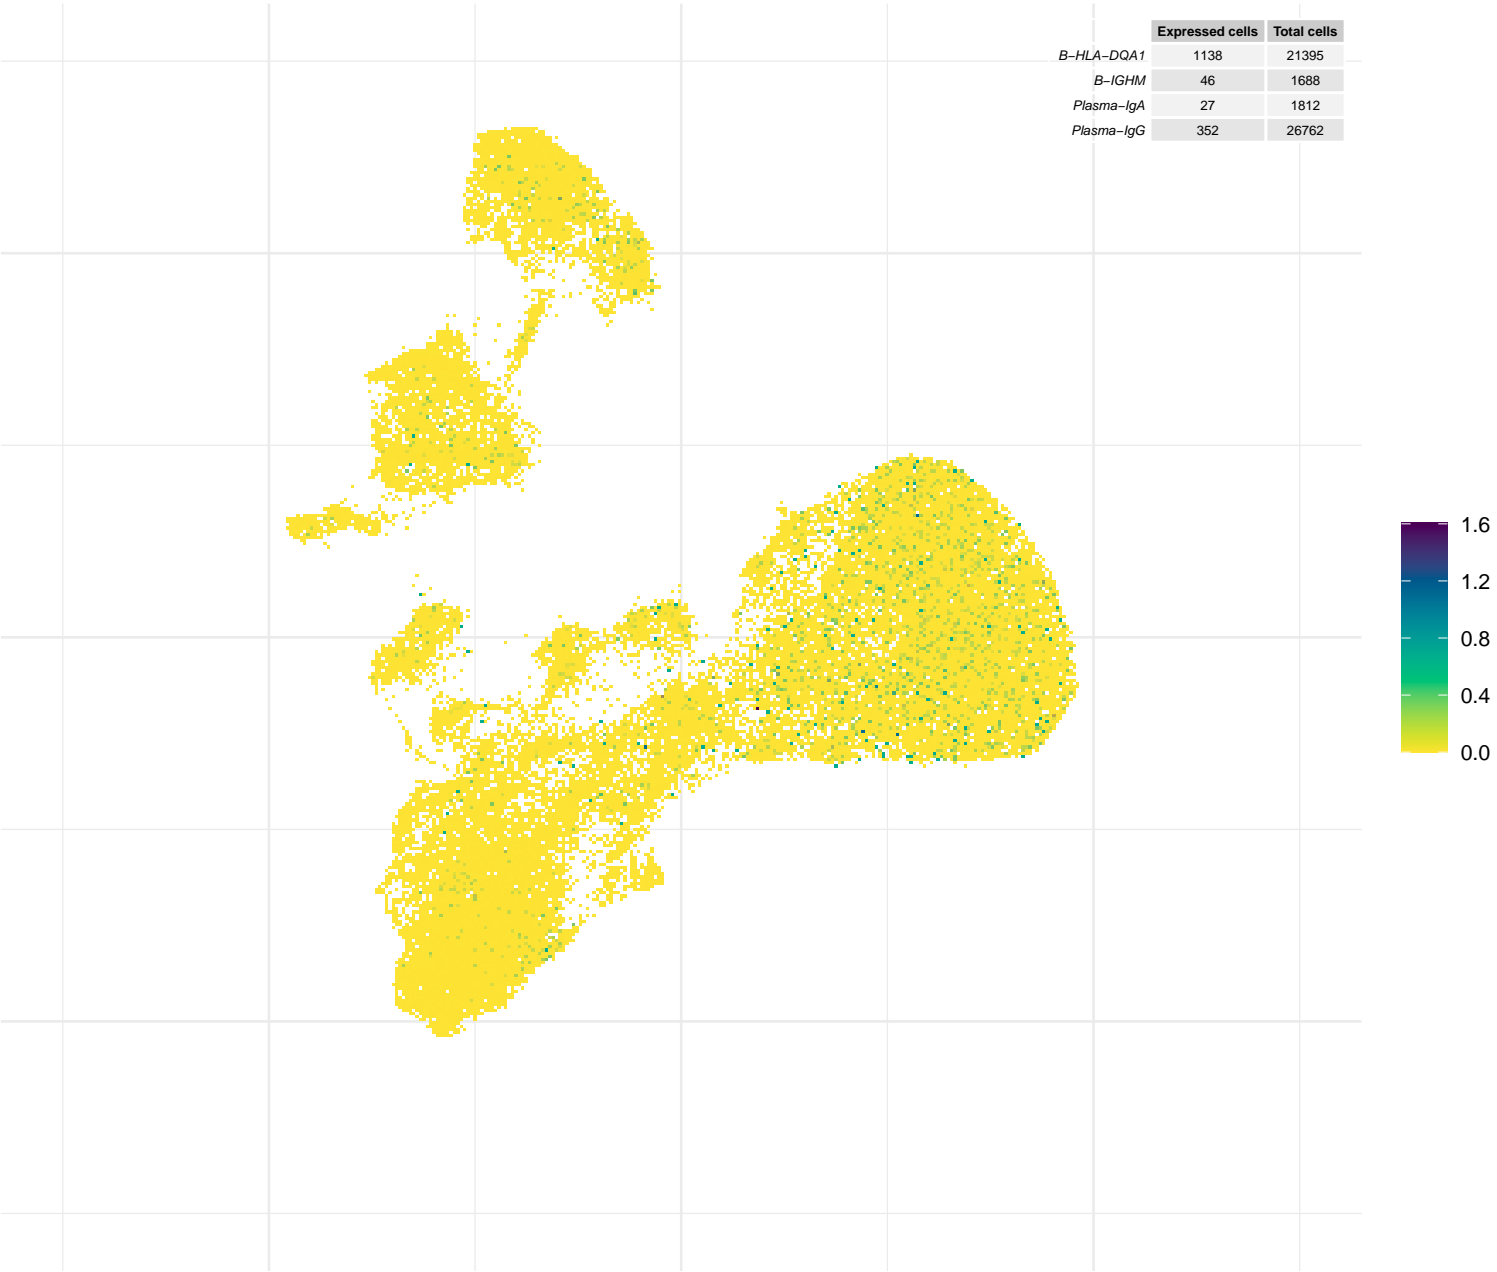 Expressed cells Total cells
B−HLA−DQA1 1138 21395
B−IGHM 46 1688
Plasma−IgA 27 1812
Plasma−IgG 352 26762
1.6
1.2
0.8
0.4
0.0